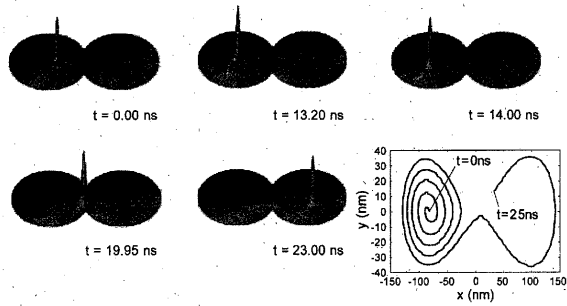 t = 0.00 ns
t = 13.20 ns
t = 14.00 ns
t = 19.95 ns
t = 23.00 ns
40
30
20
10
0
-10
-20
-30
-40
y (nm)
t=0ns
t=25ns
-150 -100 -50 0 50 100 150
x (nm)